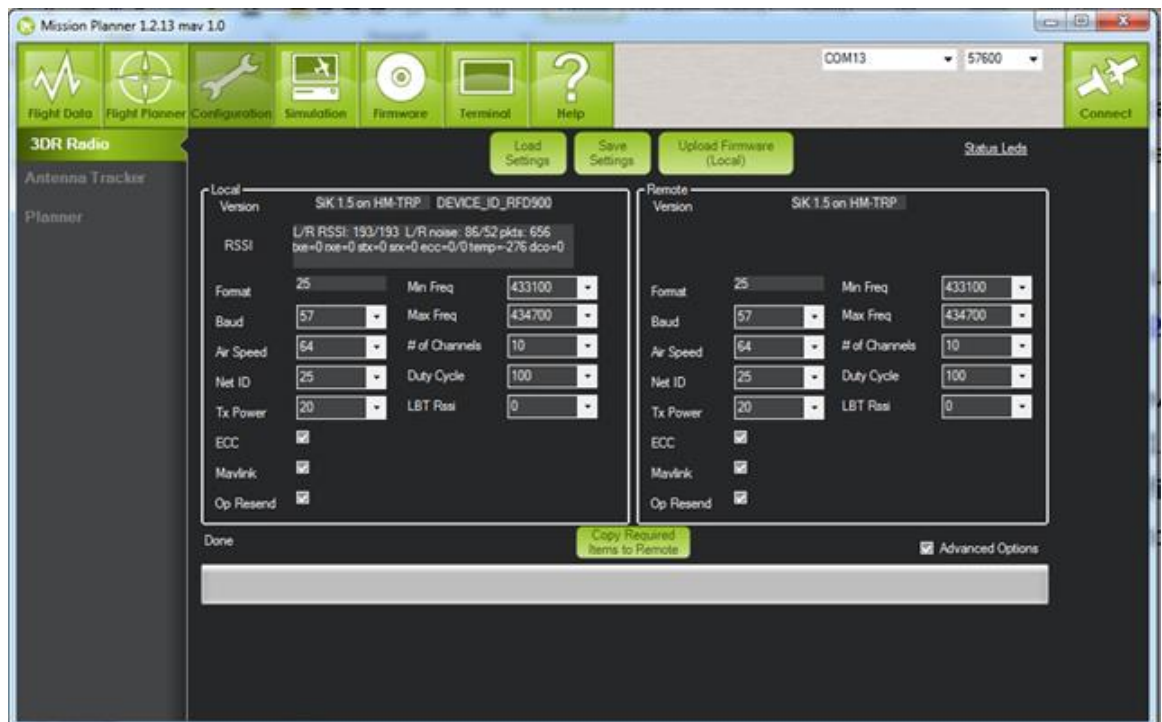 Mission Planner 1.2.13 mav 1.0
COM13 57600
Flight Data Flight Planner Configuration Simulation Firmware Terminal Help Connect
3DR Radio
Antenna Tracker
Planner
Load Settings
Save Settings
Upload Firmware (Local)
Status Leds
Local
Version SiK 1.5 on HM-TRP DEVICE_ID_RFD900
RSSI
L/R RSSI: 193/193 L/R noise: 86/52 pkts: 656
txe=0 rxe=0 stx=0 srx=0 ecc=0/0 temp=-276 dco=0
Format 25 Min Freq 433100
Baud 57 Max Freq 434700
Air Speed 64 # of Channels 10
Net ID 25 Duty Cycle 100
Tx Power 20 LBT Rssi 0
ECC
Mavlink
Op Resend
Remote
Version SiK 1.5 on HM-TRP
Format 25 Min Freq 433100
Baud 57 Max Freq 434700
Air Speed 64 # of Channels 10
Net ID 25 Duty Cycle 100
Tx Power 20 LBT Rssi 0
ECC
Mavlink
Op Resend
Done
Copy Required
Items to Remote
Advanced Options